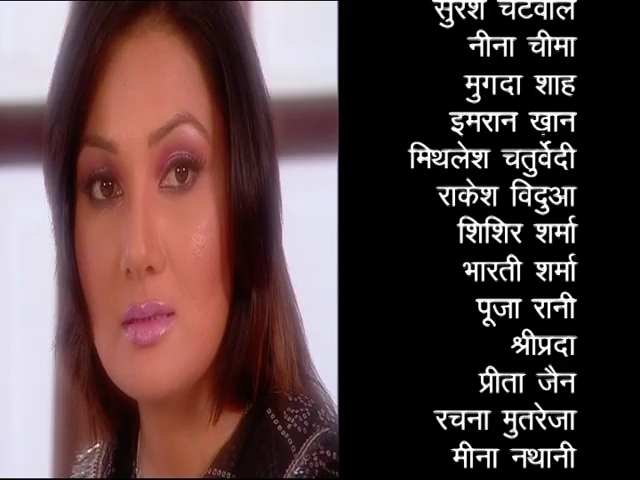 सुरेश चटवाल
नीना चीमा
मुगदा शाह
इमरान ख़ान
मिथलेश चतुर्वेदी
राकेश विदुआ
शिशिर शर्मा
भारती शर्मा
पूजा रानी
श्रीप्रदा
प्रीता जैन
रचना मुतरेजा
मीना नथानी